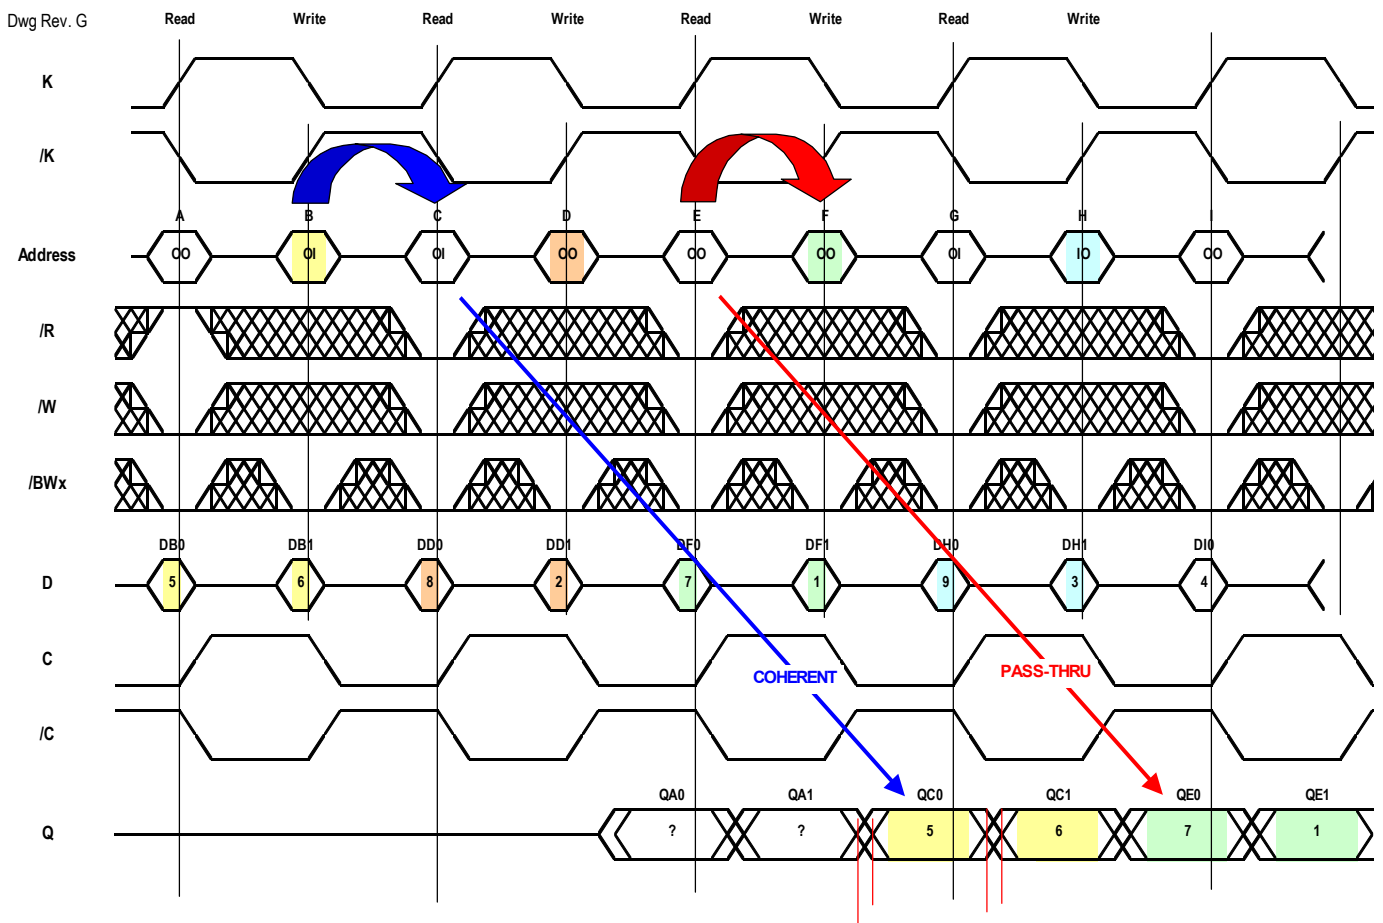 Dwg Rev. G Read Write Read Write Read Write Read Write
K
/K
A B C D E F G H I
Address OO OI OI OO OO OO OI IO OO
/R
/W
/BWx
DB0 DB1 DD0 DD1 DF0 DF1 DH0 DH1 DI0
D 5 6 8 2 7 1 9 3 4
C
COHERENT PASS-THRU
/C
QA0 QA1 QC0 QC1 QE0 QE1
Q ? ? 5 6 7 1